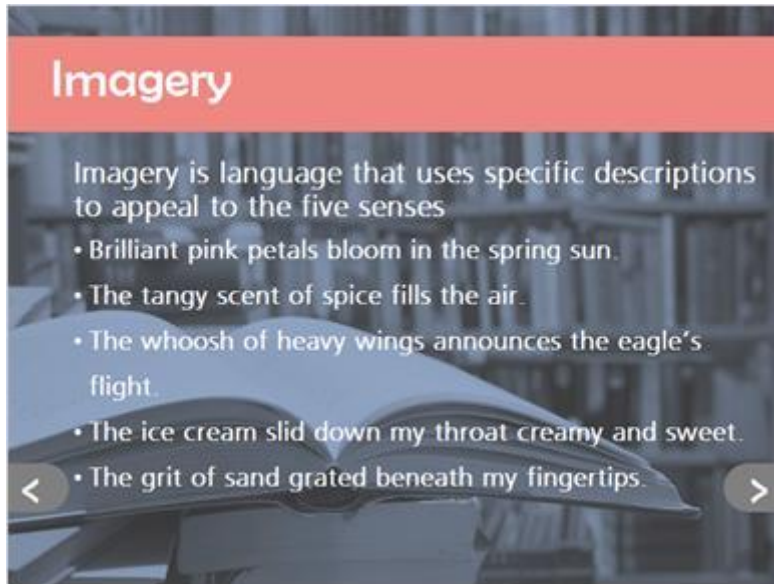 Imagery
Imagery is language that uses specific descriptions
to appeal to the five senses
• Brilliant pink petals bloom in the spring sun.
• The tangy scent of spice fills the air.
• The whoosh of heavy wings announces the eagle's
flight.
• The ice cream slid down my throat creamy and sweet.
• The grit of sand grated beneath my fingertips.